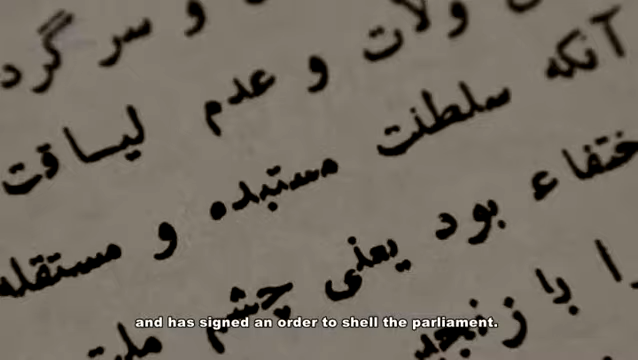 و سر گرد
ولات و عدم لیاقت
آنکه سلطنت مستبده و مستقله
ختفاء بود یعنی چشم ملت
را با زنجیر
and has signed an order to shell the parliament.